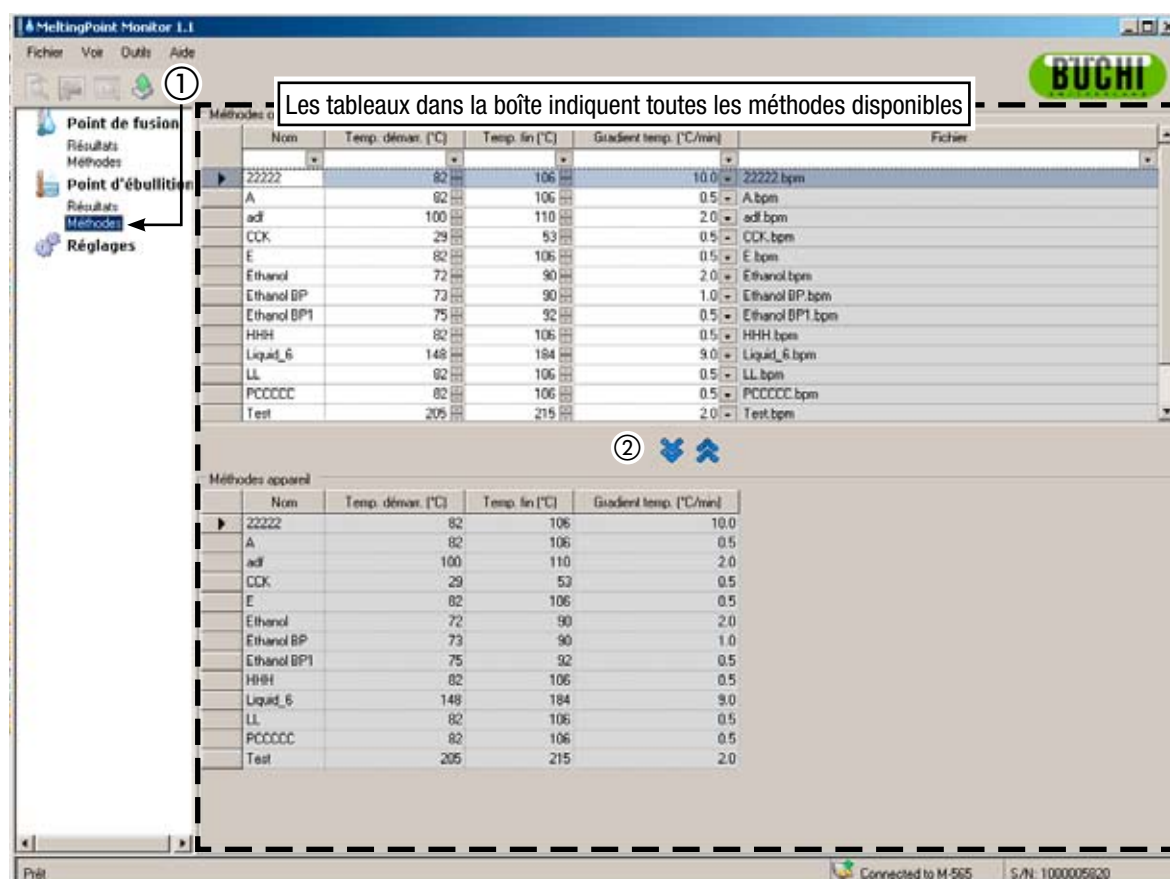 MeltingPoint Monitor 1.1
Fichier Voir Outils Aide
BÜCHI
①
Les tableaux dans la boîte indiquent toutes les méthodes disponibles
Point de fusion
Résultats
Méthodes
Point d'ébullition
Résultats
Méthodes
Réglages
Méthodes
Nom Temp. démarr. (°C) Temp. fin (°C) Gradient temp. (°C/min) Fichier
22222 82 106 10.0 22222.bpm
A 82 106 0.5 A.bpm
adf 100 110 2.0 adf.bpm
CCK 29 53 0.5 CCK.bpm
E 82 106 0.5 E.bpm
Ethanol 72 90 2.0 Ethanol.bpm
Ethanol BP 73 90 1.0 Ethanol BP.bpm
Ethanol BP1 75 92 0.5 Ethanol BP1.bpm
HHH 82 106 0.5 HHH.bpm
Liquid_6 148 184 9.0 Liquid_6.bpm
LL 82 106 0.5 LL.bpm
PCCCCC 82 106 0.5 PCCCCC.bpm
Test 205 215 2.0 Test.bpm
②
Méthodes appareil
Nom Temp. démarr. (°C) Temp. fin (°C) Gradient temp. (°C/min)
22222 82 106 10.0
A 82 106 0.5
adf 100 110 2.0
CCK 29 53 0.5
E 82 106 0.5
Ethanol 72 90 2.0
Ethanol BP 73 90 1.0
Ethanol BP1 75 92 0.5
HHH 82 106 0.5
Liquid_6 148 184 9.0
LL 82 106 0.5
PCCCCC 82 106 0.5
Test 205 215 2.0
Prêt Connected to M-565 S/N: 1000005820